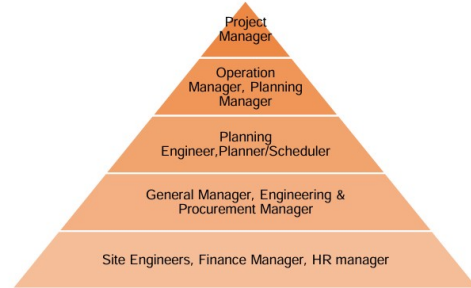 Project
Manager
Operation
Manager, Planning
Manager
Planning
Engineer,Planner/Scheduler
General Manager, Engineering &
Procurement Manager
Site Engineers, Finance Manager, HR manager